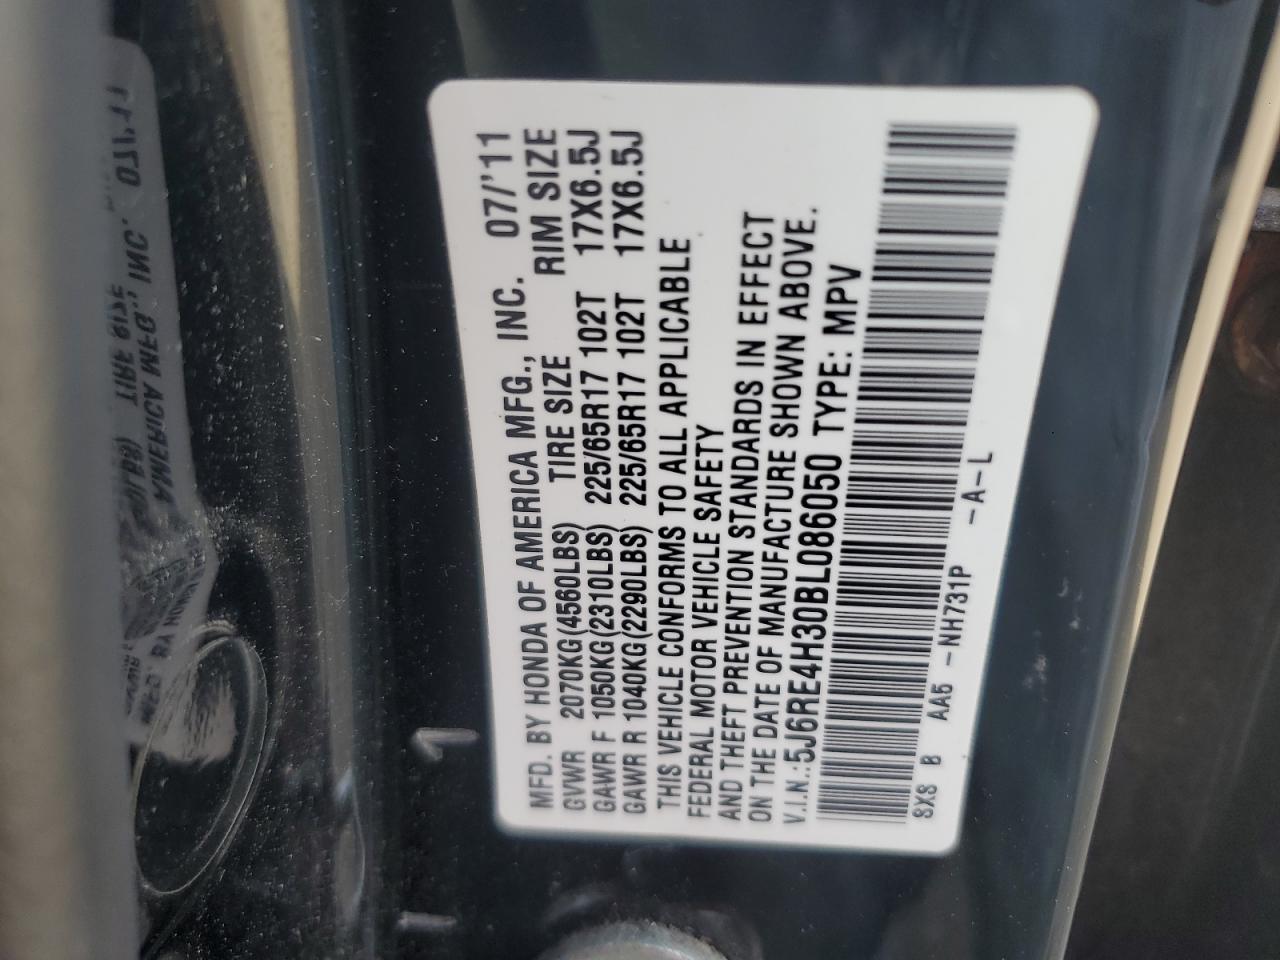 MFD. BY HONDA OF AMERICA MFG., INC. 07/'11
GVWR 2070KG(4560LBS) TIRE SIZE RIM SIZE
GAWR F 1050KG(2310LBS) 225/65R17 102T 17X6.5J
GAWR R 1040KG(2290LBS) 225/65R17 102T 17X6.5J
THIS VEHICLE CONFORMS TO ALL APPLICABLE
FEDERAL MOTOR VEHICLE SAFETY
AND THEFT PREVENTION STANDARDS IN EFFECT
ON THE DATE OF MANUFACTURE SHOWN ABOVE.
V.I.N.:5J6RE4H30BL086050 TYPE: MPV
SXS B AA6 -NH731P -A-L
1